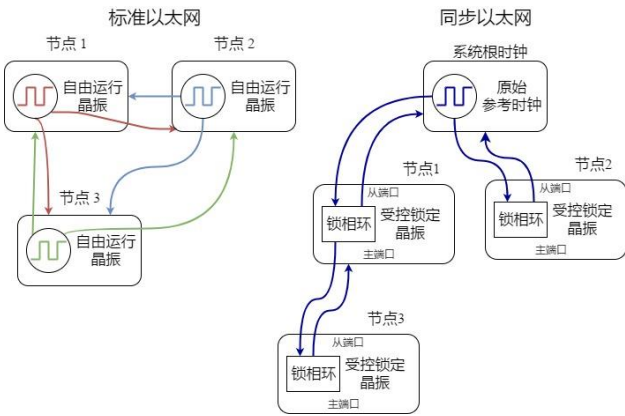 标准以太网
节点 1
自由运行
晶振
节点 2
自由运行
晶振
节点 3
自由运行
晶振
同步以太网
系统根时钟
原始
参考时钟
节点1
从端口
锁相环
受控锁定
晶振
主端口
节点2
从端口
锁相环
受控锁定
晶振
主端口
节点3
从端口
锁相环
受控锁定
晶振
主端口